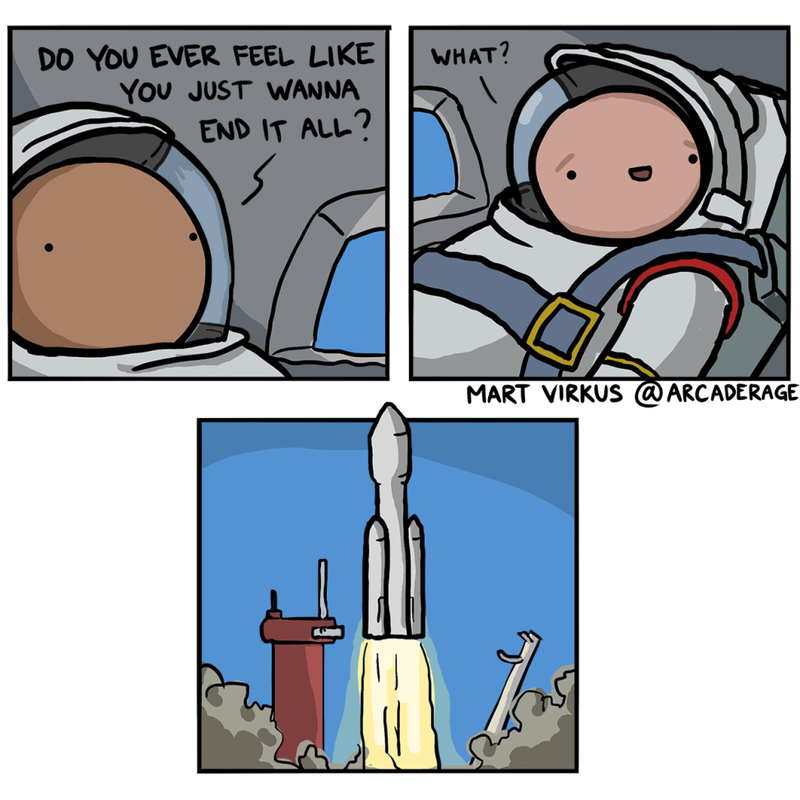 DO YOU EVER FEEL LIKE
YOU JUST WANNA
END IT ALL?
WHAT?
MART VIRKUS @ARCADERAGE